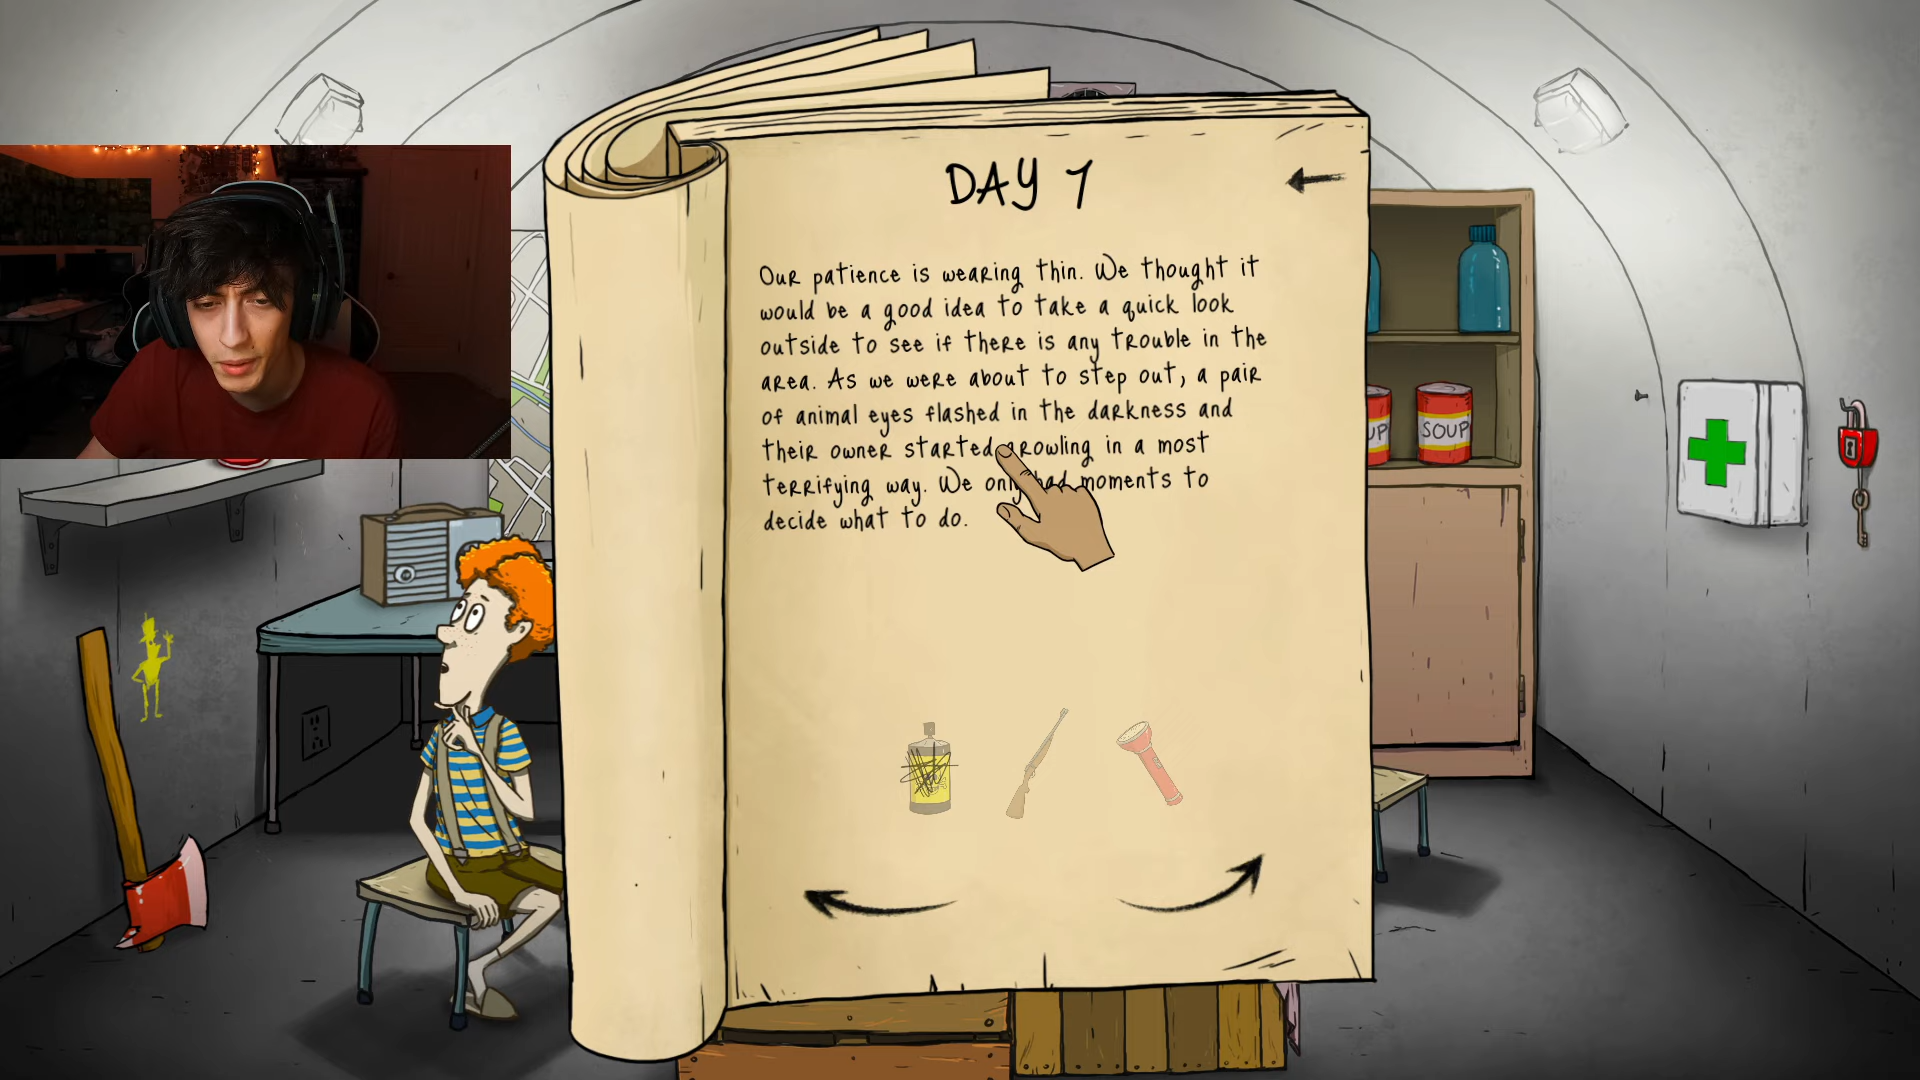 DAY 7
Our patience is wearing thin. We thought it
would be a good idea to take a quick look
outside to see if there is any trouble in the
area. As we were about to step out, a pair
of animal eyes flashed in the darkness and
their owner started growling in a most
terrifying way. We only had moments to
decide what to do.
UP
SOUP